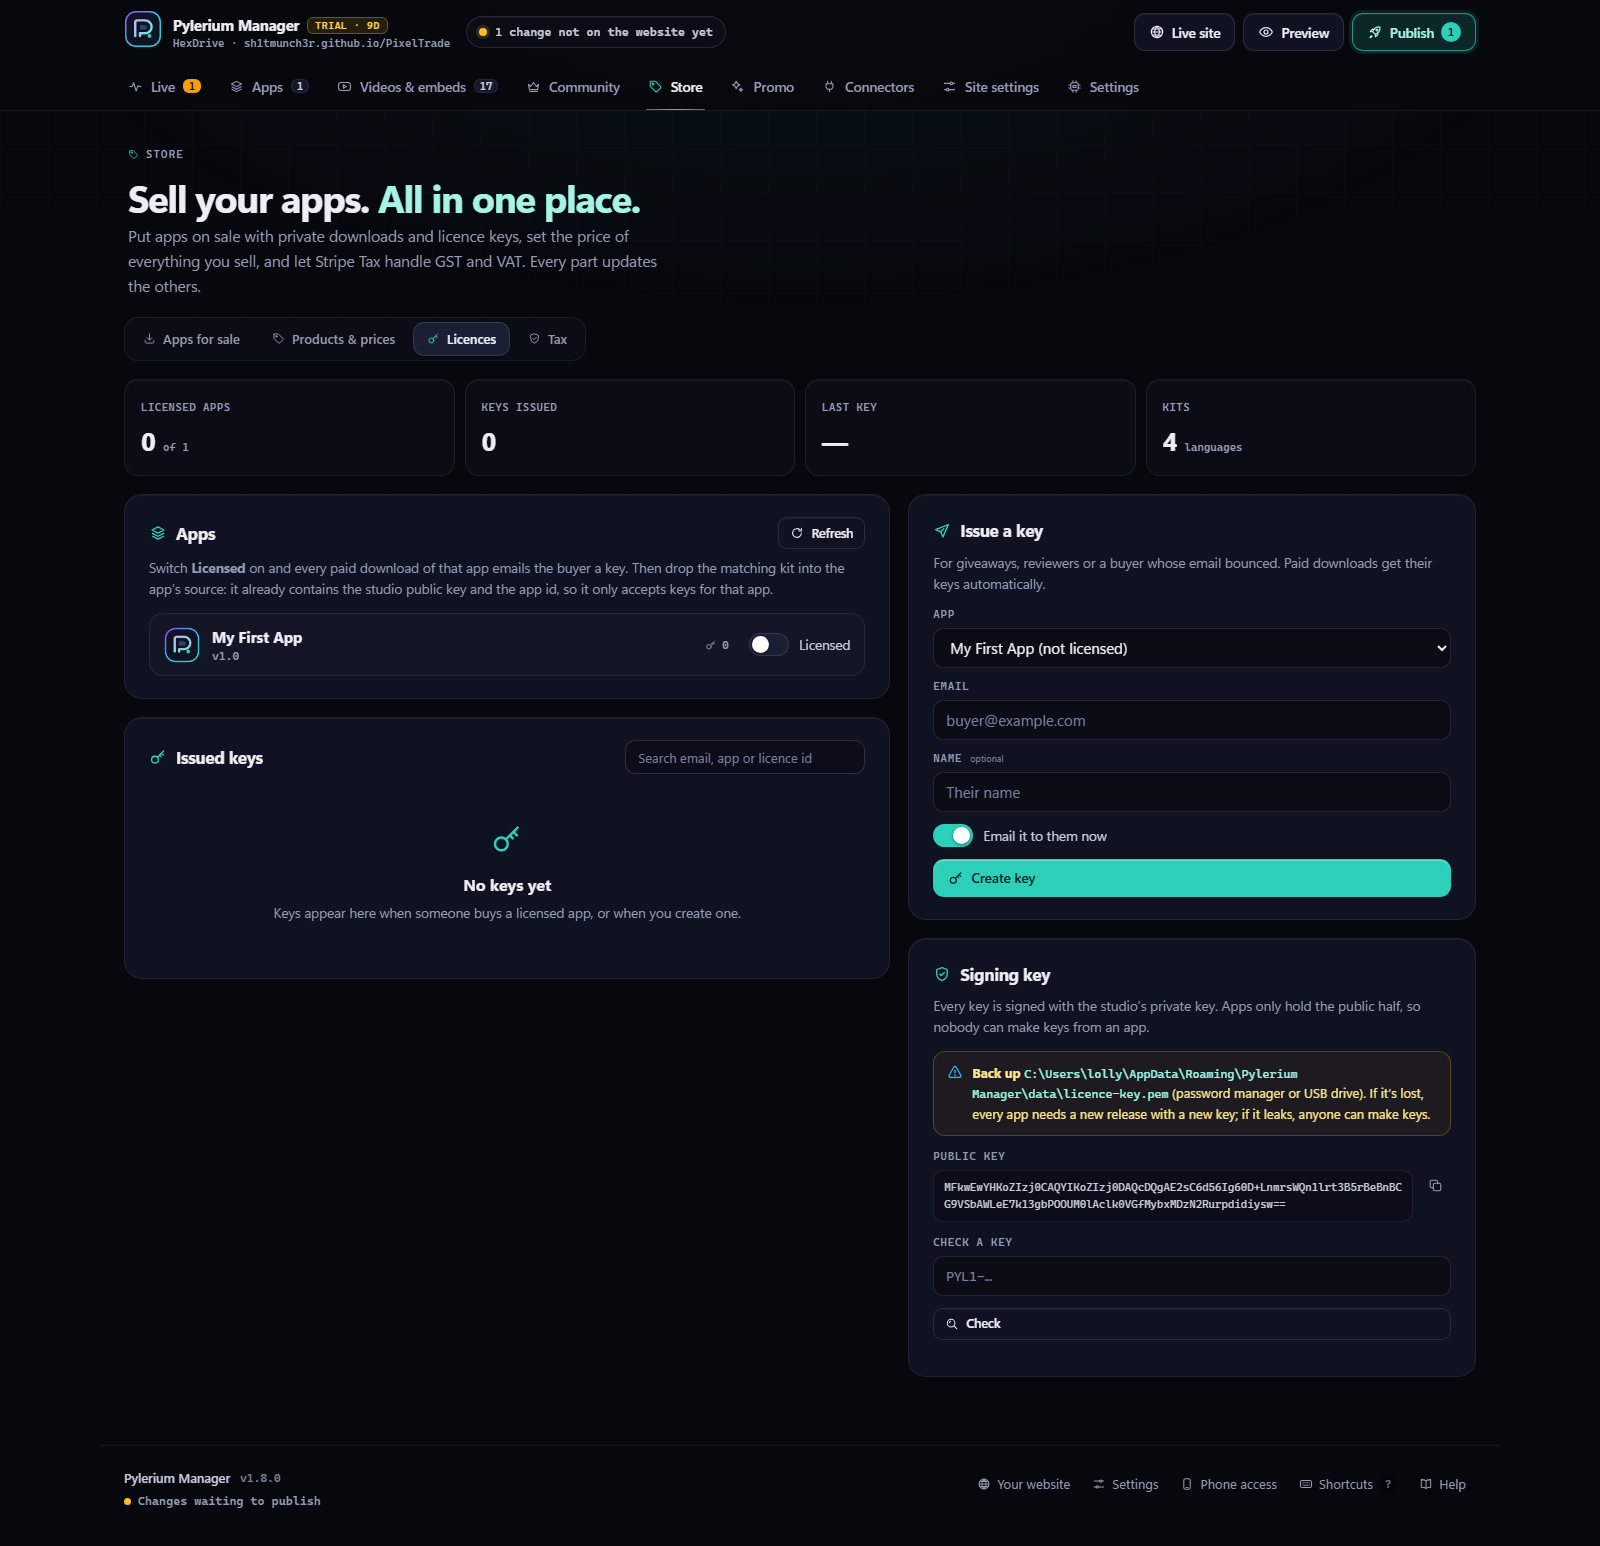 Pylerium Manager TRIAL · 9D
HexDrive · sh1tmunch3r.github.io/PixelTrade
1 change not on the website yet
Live site
Preview
Publish 1
Live 1
Apps 1
Videos & embeds 17
Community
Store
Promo
Connectors
Site settings
Settings
STORE
Sell your apps. All in one place.
Put apps on sale with private downloads and licence keys, set the price of
everything you sell, and let Stripe Tax handle GST and VAT. Every part updates
the others.
Apps for sale
Products & prices
Licences
Tax
LICENSED APPS
0 of 1
KEYS ISSUED
0
LAST KEY
—
KITS
4 languages
Apps
Refresh
Switch Licensed on and every paid download of that app emails the buyer a key. Then drop the matching kit into the
app's source: it already contains the studio public key and the app id, so it only accepts keys for that app.
My First App
v1.0
0
Licensed
Issued keys
Search email, app or licence id
No keys yet
Keys appear here when someone buys a licensed app, or when you create one.
Issue a key
For giveaways, reviewers or a buyer whose email bounced. Paid downloads get their
keys automatically.
APP
My First App (not licensed)
EMAIL
buyer@example.com
NAME optional
Their name
Email it to them now
Create key
Signing key
Every key is signed with the studio's private key. Apps only hold the public half, so
nobody can make keys from an app.
Back up C:\Users\lolly\AppData\Roaming\Pylerium
Manager\data\licence-key.pem (password manager or USB drive). If it's lost,
every app needs a new release with a new key; if it leaks, anyone can make keys.
PUBLIC KEY
MFkwEwYHKoZIzj0CAQYIKoZIzj0DAQcDQgAE2sC6d56Ig60D+LnmrsWQn1lrt3B5rBeBnBC
G9VSbAWLeE7k13gbPOOUM0lAclk0VGfMybxMDzN2Rurpdidiysw==
CHECK A KEY
PYL1-…
Check
Pylerium Manager v1.8.0
Changes waiting to publish
Your website
Settings
Phone access
Shortcuts ?
Help